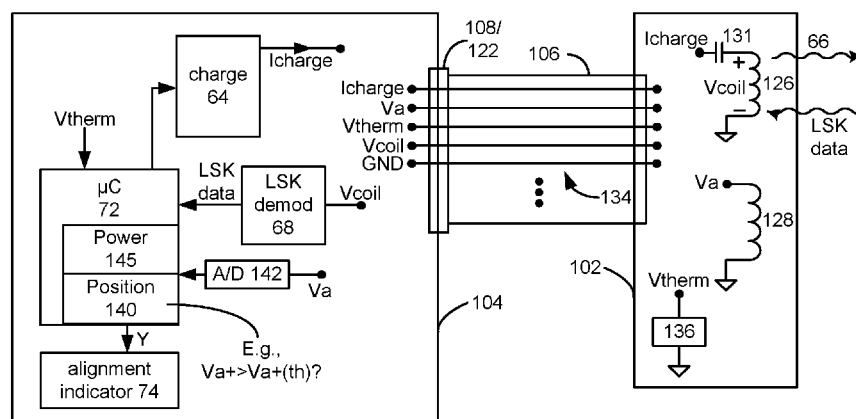 108/
122
131
66
charge
64
Icharge
106
Icharge
+
Vcoil
126
–
LSK
data
Icharge
Va
Vtherm
Vcoil
GND
134
Vtherm
µC
72
LSK
data
LSK
demod
68
Vcoil
Va
128
Power
145
Position
140
A/D 142
Va
102
Vtherm
136
104
Y
E.g.,
Va+>Va+(th)?
alignment
indicator 74